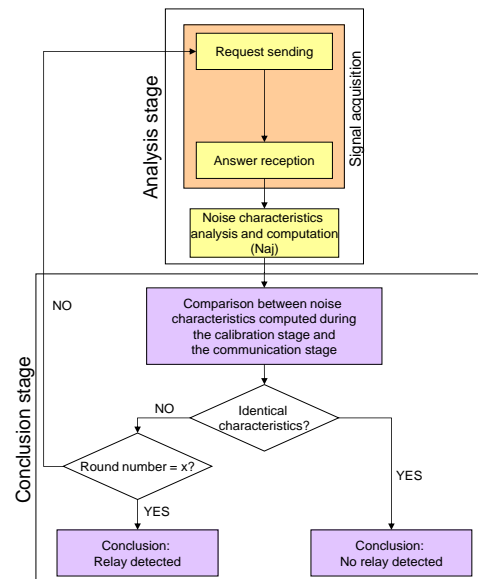 Request sending
Analysis stage
Signal acquisition
Answer reception
Noise characteristics
analysis and computation
(Naj)
Conclusion stage
NO
Comparison between noise
characteristics computed during
the calibration stage and
the communication stage
NO
Identical
characteristics?
Round number = x?
YES
YES
Conclusion:
Relay detected
Conclusion:
No relay detected